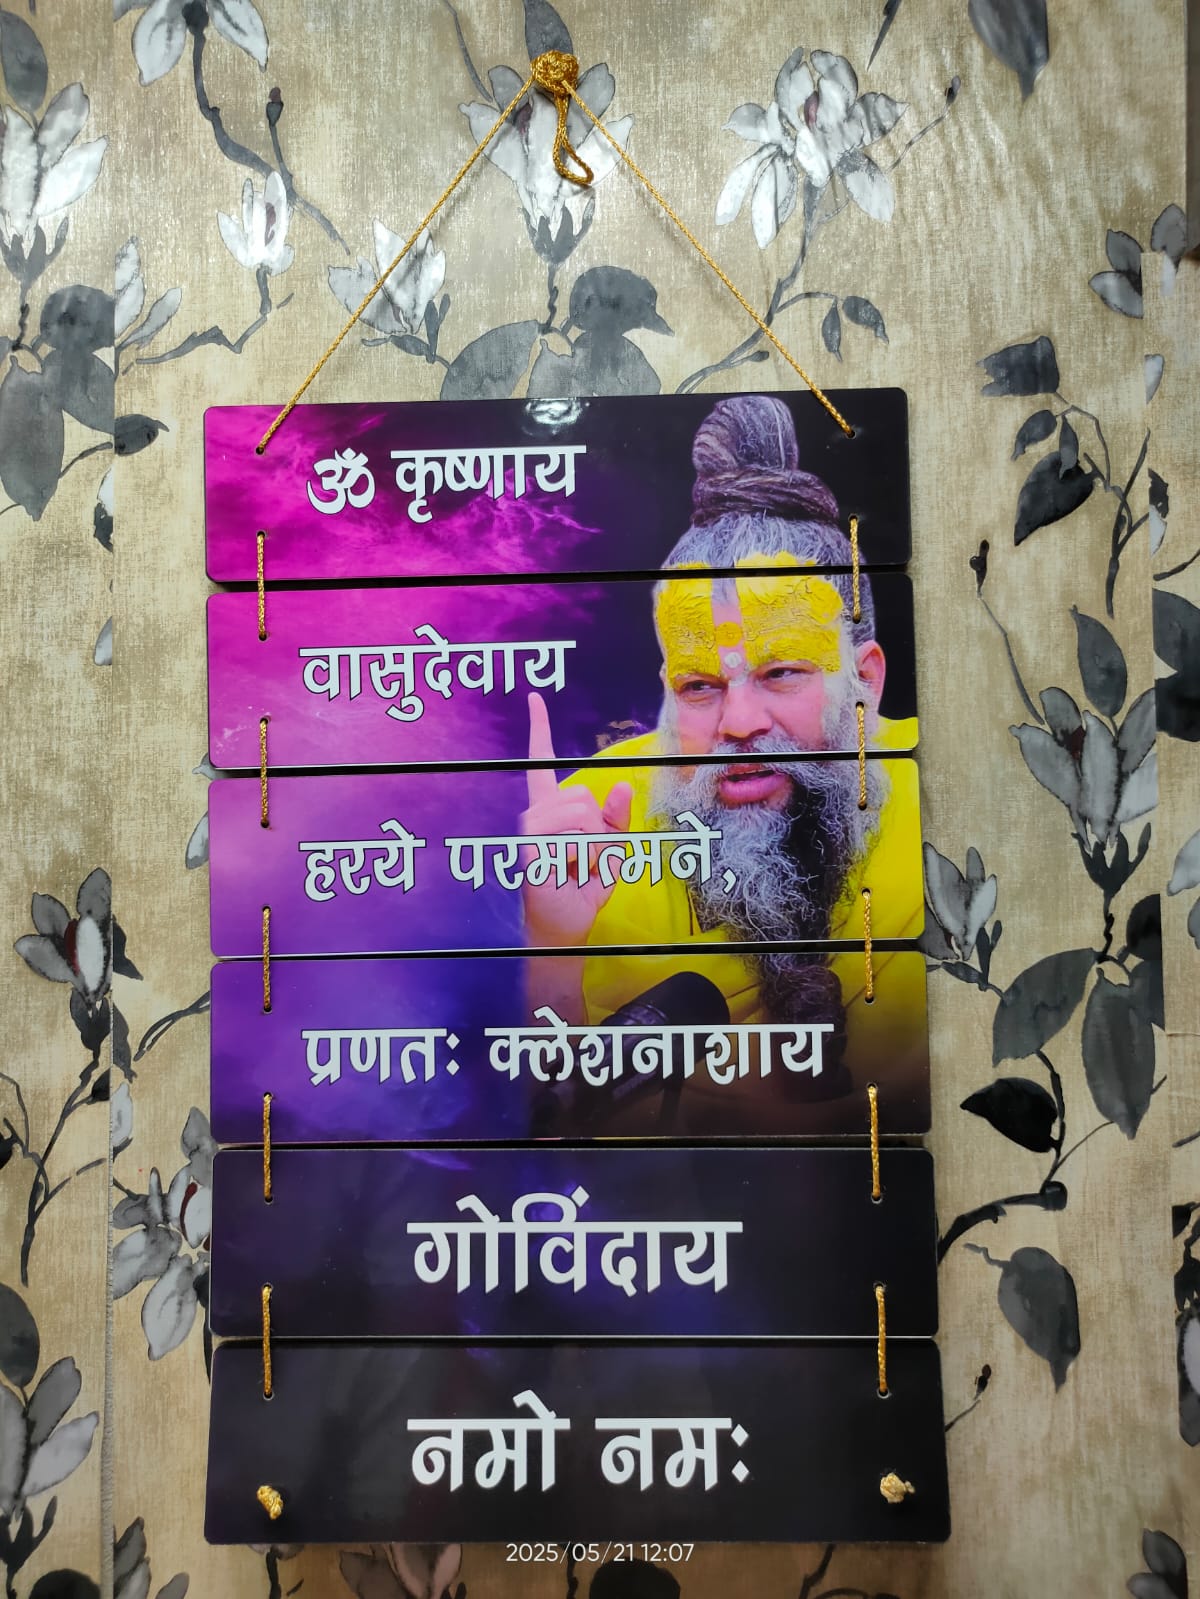 ॐ कृष्णाय
वासुदेवाय
हरये परमात्मने,
प्रणतः क्लेशनाशाय
गोविंदाय
नमो नमः
2025/05/21 12:07